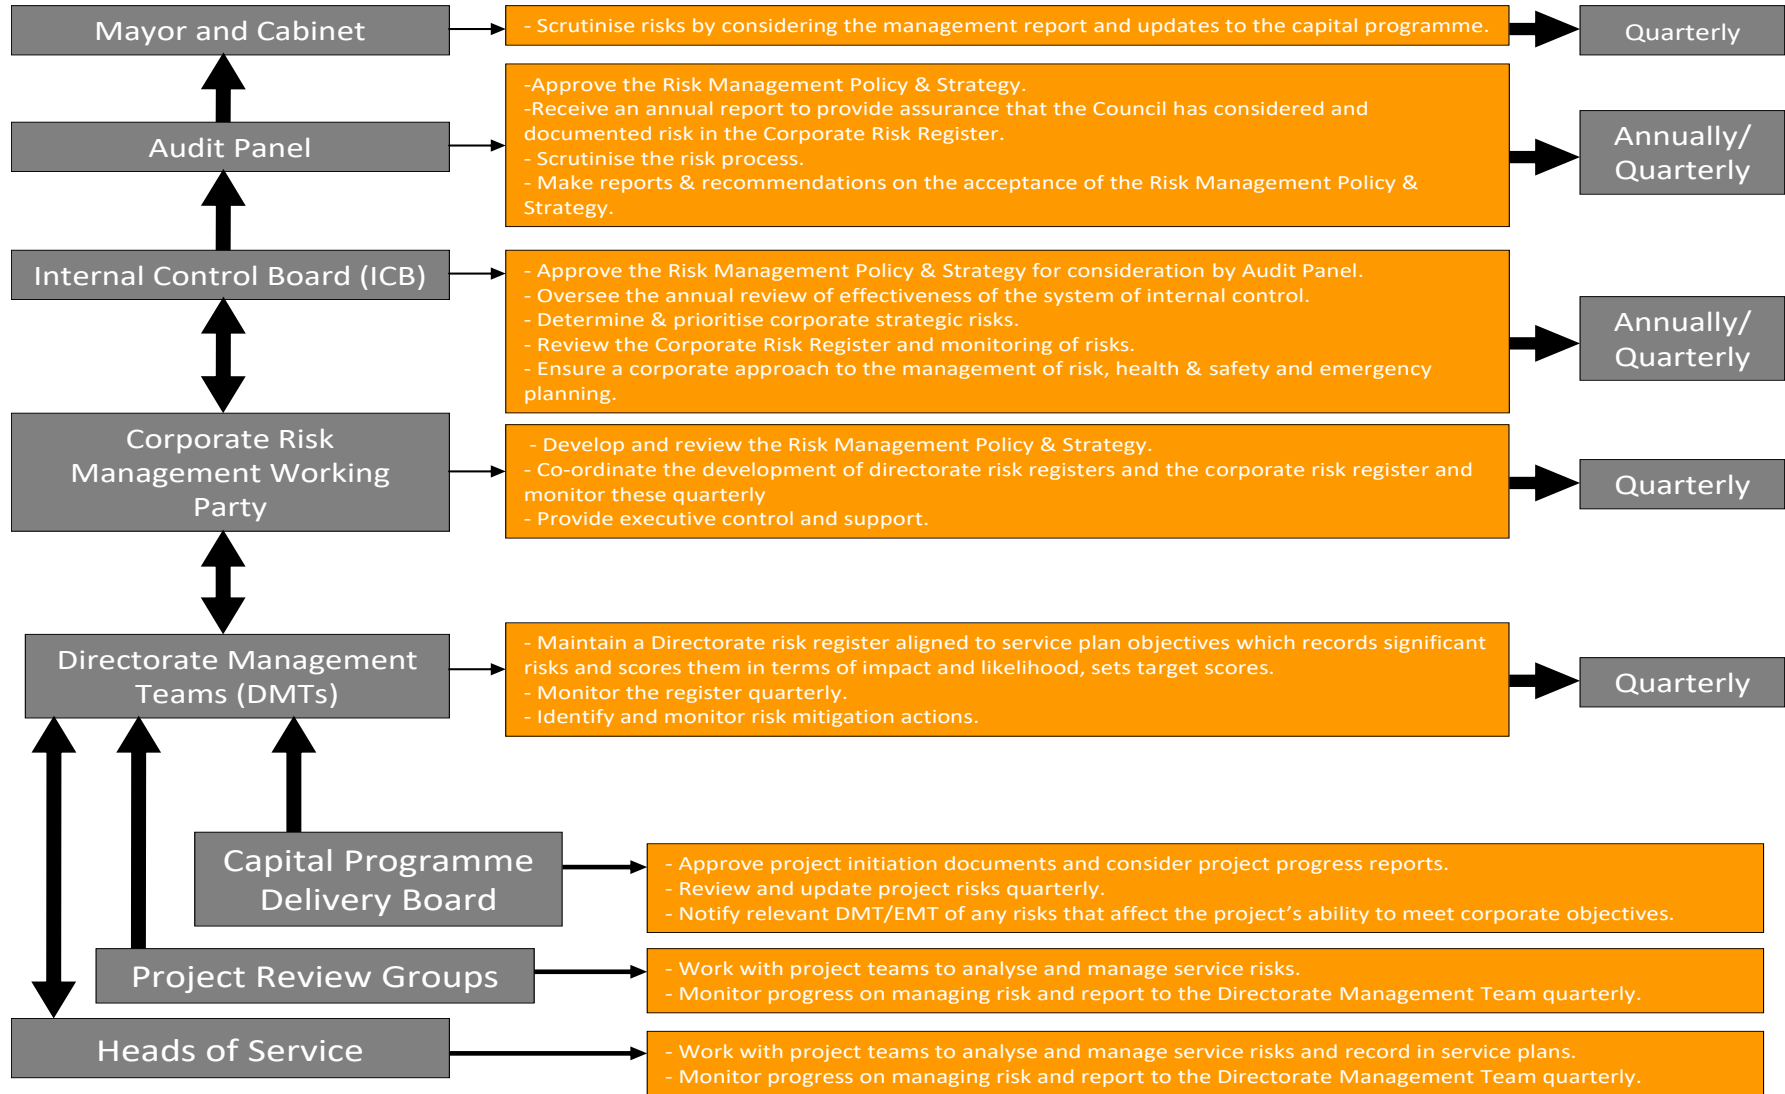 Mayor and Cabinet
- Scrutinise risks by considering the management report and updates to the capital programme.
Quarterly
Audit Panel
-Approve the Risk Management Policy & Strategy.
-Receive an annual report to provide assurance that the Council has considered and
documented risk in the Corporate Risk Register.
- Scrutinise the risk process.
- Make reports & recommendations on the acceptance of the Risk Management Policy &
Strategy.
Annually/
Quarterly
Internal Control Board (ICB)
- Approve the Risk Management Policy & Strategy for consideration by Audit Panel.
- Oversee the annual review of effectiveness of the system of internal control.
- Determine & prioritise corporate strategic risks.
- Review the Corporate Risk Register and monitoring of risks.
- Ensure a corporate approach to the management of risk, health & safety and emergency
planning.
Annually/
Quarterly
Corporate Risk
Management Working
Party
- Develop and review the Risk Management Policy & Strategy.
- Co-ordinate the development of directorate risk registers and the corporate risk register and
monitor these quarterly
- Provide executive control and support.
Quarterly
Directorate Management
Teams (DMTs)
- Maintain a Directorate risk register aligned to service plan objectives which records significant
risks and scores them in terms of impact and likelihood, sets target scores.
- Monitor the register quarterly.
- Identify and monitor risk mitigation actions.
Quarterly
Capital Programme
Delivery Board
- Approve project initiation documents and consider project progress reports.
- Review and update project risks quarterly.
- Notify relevant DMT/EMT of any risks that affect the project’s ability to meet corporate objectives.
Project Review Groups
- Work with project teams to analyse and manage service risks.
- Monitor progress on managing risk and report to the Directorate Management Team quarterly.
Heads of Service
- Work with project teams to analyse and manage service risks and record in service plans.
- Monitor progress on managing risk and report to the Directorate Management Team quarterly.